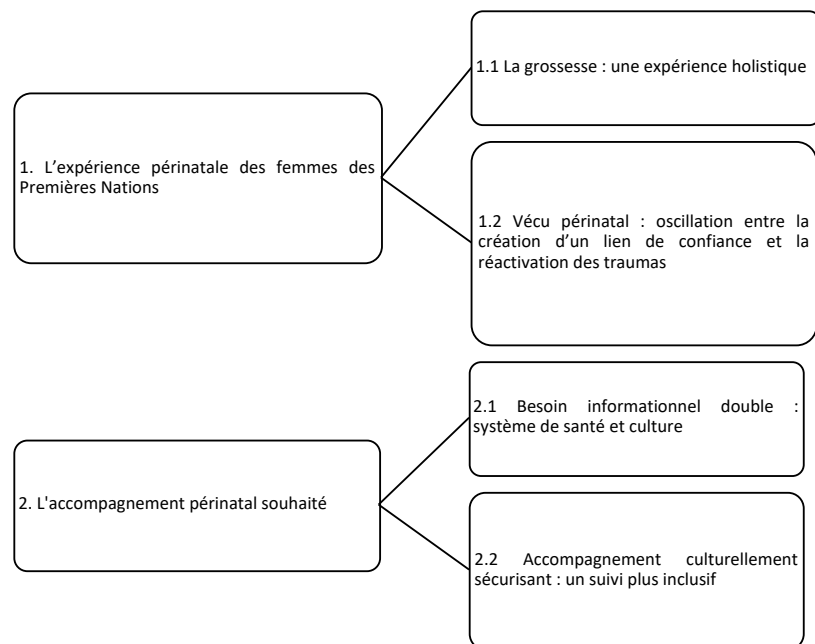 1.1 La grossesse : une expérience holistique
1. L’expérience périnatale des femmes des
Premières Nations
1.2 Vécu périnatal : oscillation entre la
création d’un lien de confiance et la
réactivation des traumas
2.1 Besoin informationnel double :
système de santé et culture
2. L'accompagnement périnatal souhaité
2.2 Accompagnement culturellement
sécurisant : un suivi plus inclusif